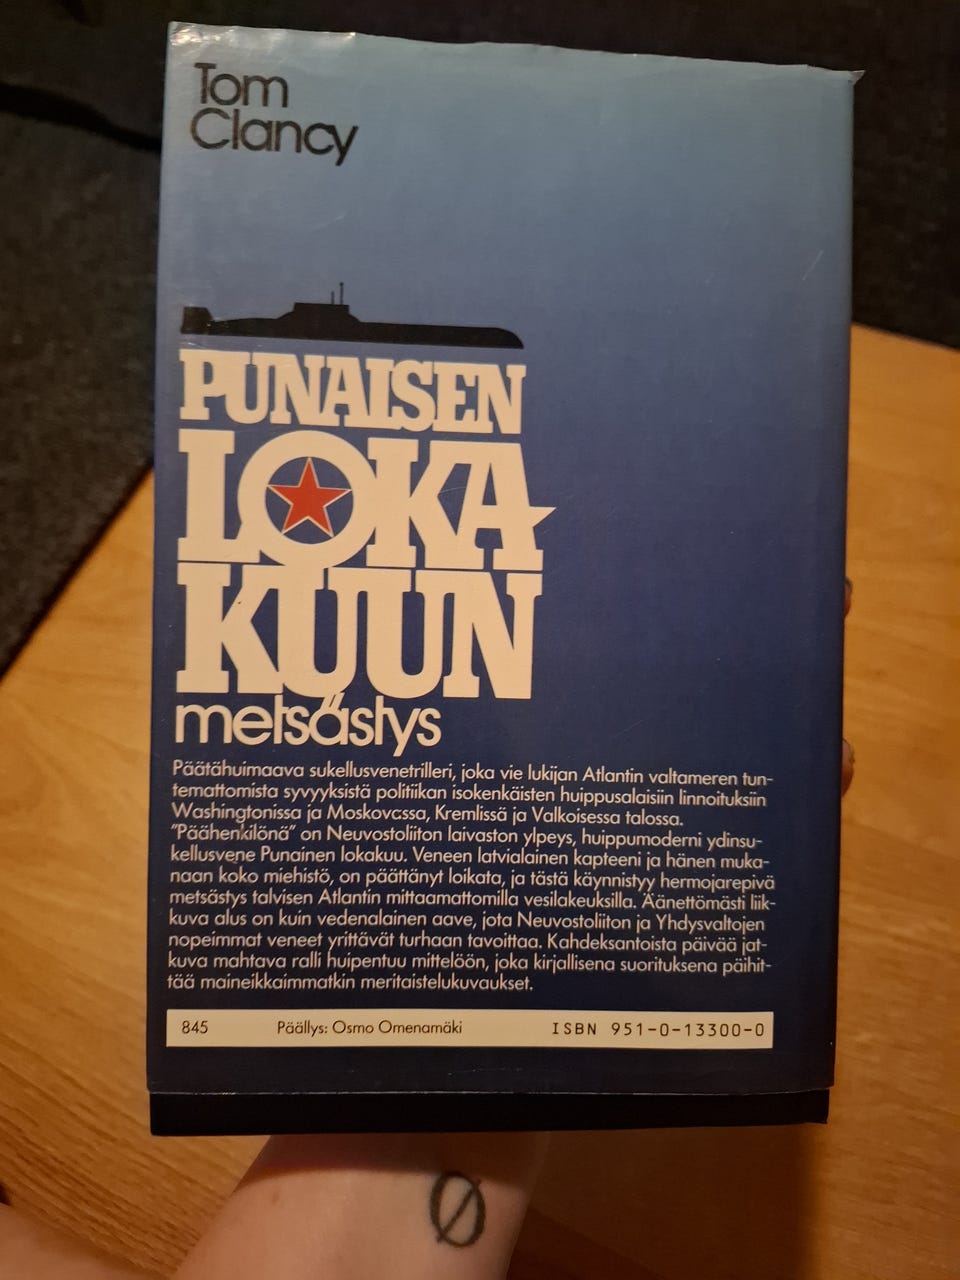 Tom
Clancy
PUNAISEN
LOKA
KUUN
metsästys
Päätähuimaava sukellusvenetrilleri, joka vie lukijan Atlantin valtameren tun-
temattomista syvyyksistä politiikan isokenkäisten huippusalaisiin linnoituksiin
Washingtonissa ja Moskovassa, Kremlissä ja Valkoisessa talossa.
"Päähenkilönä" on Neuvostoliiton laivaston ylpeys, huippumoderni ydinsu-
kellusvene Punainen lokakuu. Veneen latvialainen kapteeni ja hänen muka-
naan koko miehistö, on päättänyt loikata, ja tästä käynnistyy hermojarepivä
metsästys talvisen Atlantin mittaamattomilla vesilakeuksilla. Äänettömästi liik-
kuva alus on kuin vedenalainen aave, jota Neuvostoliiton ja Yhdysvaltojen
nopeimmat veneet yrittävät turhaan tavoittaa. Kahdeksantoista päivää jat-
kuva mahtava ralli huipentuu mittelöön, joka kirjallisena suorituksena päihit-
tää maineikkaimmatkin meritaistelukuvaukset.
845 Päällys: Osmo Omenamäki ISBN 951-0-13300-0
Ø